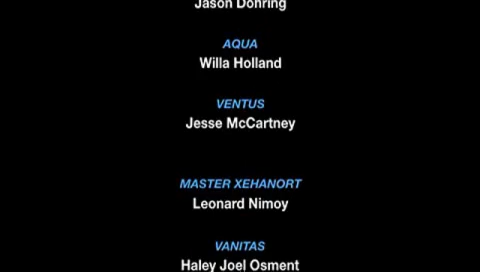 Jason Dohring
AQUA
Willa Holland
VENTUS
Jesse McCartney
MASTER XEHANORT
Leonard Nimoy
VANITAS
Haley Joel Osment